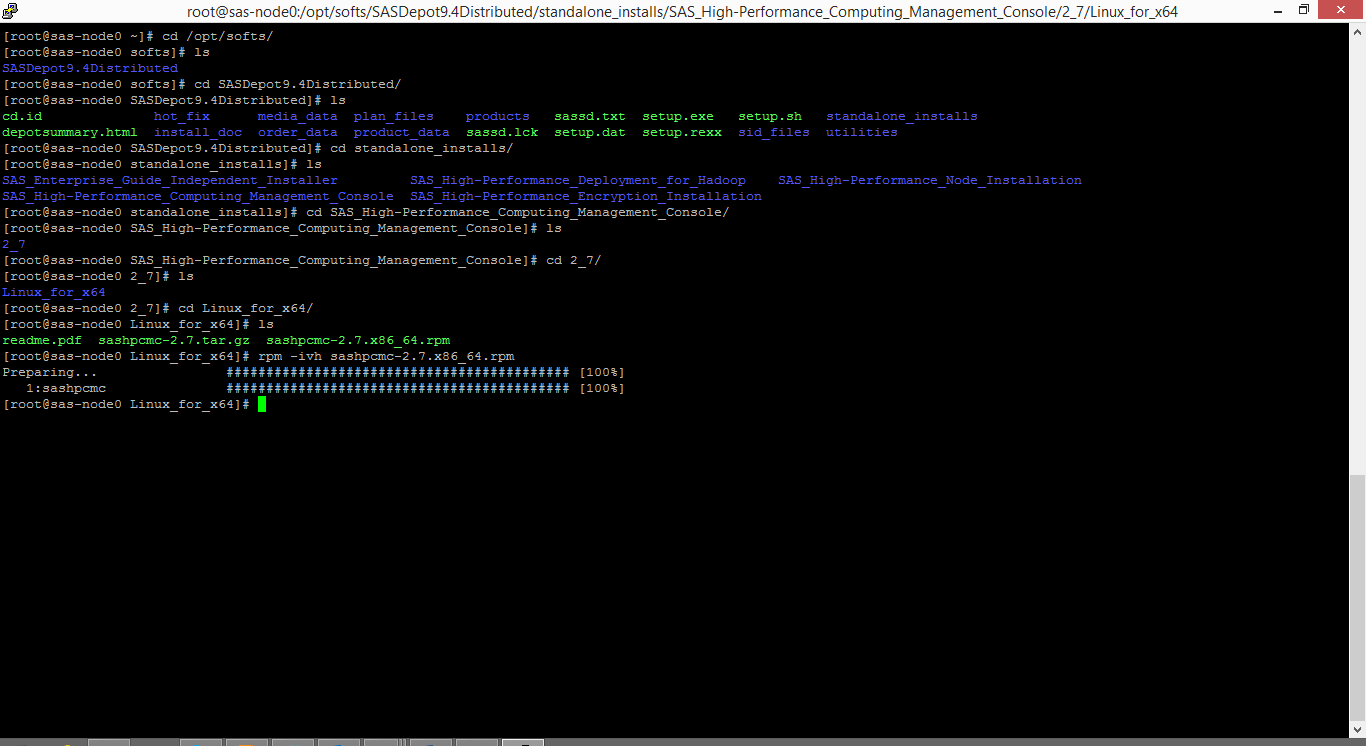 root@sas-node0:/opt/softs/SASDepot9.4Distributed/standalone_installs/SAS_High-Performance_Computing_Management_Console/2_7/Linux_for_x64
[root@sas-node0 ~]# cd /opt/softs/
[root@sas-node0 softs]# ls
SASDepot9.4Distributed
[root@sas-node0 softs]# cd SASDepot9.4Distributed/
[root@sas-node0 SASDepot9.4Distributed]# ls
cd.id              hot_fix      media_data  plan_files    products   sassd.txt  setup.exe   setup.sh   standalone_installs
depotsummary.html  install_doc  order_data  product_data  sassd.lck  setup.dat  setup.rexx  sid_files  utilities
[root@sas-node0 SASDepot9.4Distributed]# cd standalone_installs/
[root@sas-node0 standalone_installs]# ls
SAS_Enterprise_Guide_Independent_Installer         SAS_High-Performance_Deployment_for_Hadoop    SAS_High-Performance_Node_Installation
SAS_High-Performance_Computing_Management_Console  SAS_High-Performance_Encryption_Installation
[root@sas-node0 standalone_installs]# cd SAS_High-Performance_Computing_Management_Console/
[root@sas-node0 SAS_High-Performance_Computing_Management_Console]# ls
2_7
[root@sas-node0 SAS_High-Performance_Computing_Management_Console]# cd 2_7/
[root@sas-node0 2_7]# ls
Linux_for_x64
[root@sas-node0 2_7]# cd Linux_for_x64/
[root@sas-node0 Linux_for_x64]# ls
readme.pdf  sashpcmc-2.7.tar.gz  sashpcmc-2.7.x86_64.rpm
[root@sas-node0 Linux_for_x64]# rpm -ivh sashpcmc-2.7.x86_64.rpm
Preparing...                ########################################### [100%]
   1:sashpcmc               ########################################### [100%]
[root@sas-node0 Linux_for_x64]#